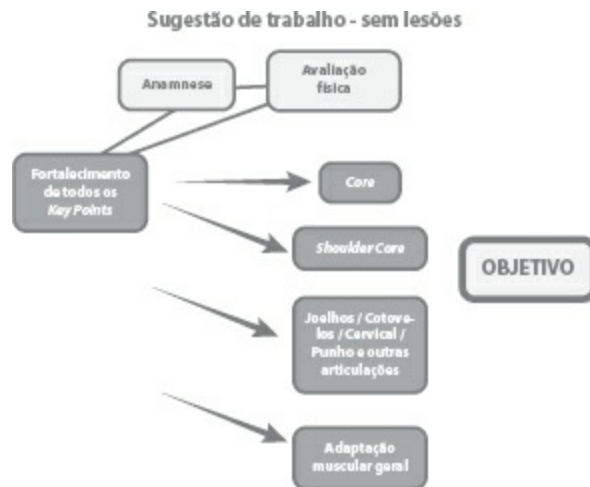 Sugestão de trabalho - sem lesões
Anamnese
Avaliação
física
Fortalecimento
de todos os
Key Points
Core
Shoulder Core
OBJETIVO
Joelhos / Cotove-
los / Cervical /
Punho e outras
articulações
Adaptação
muscular geral